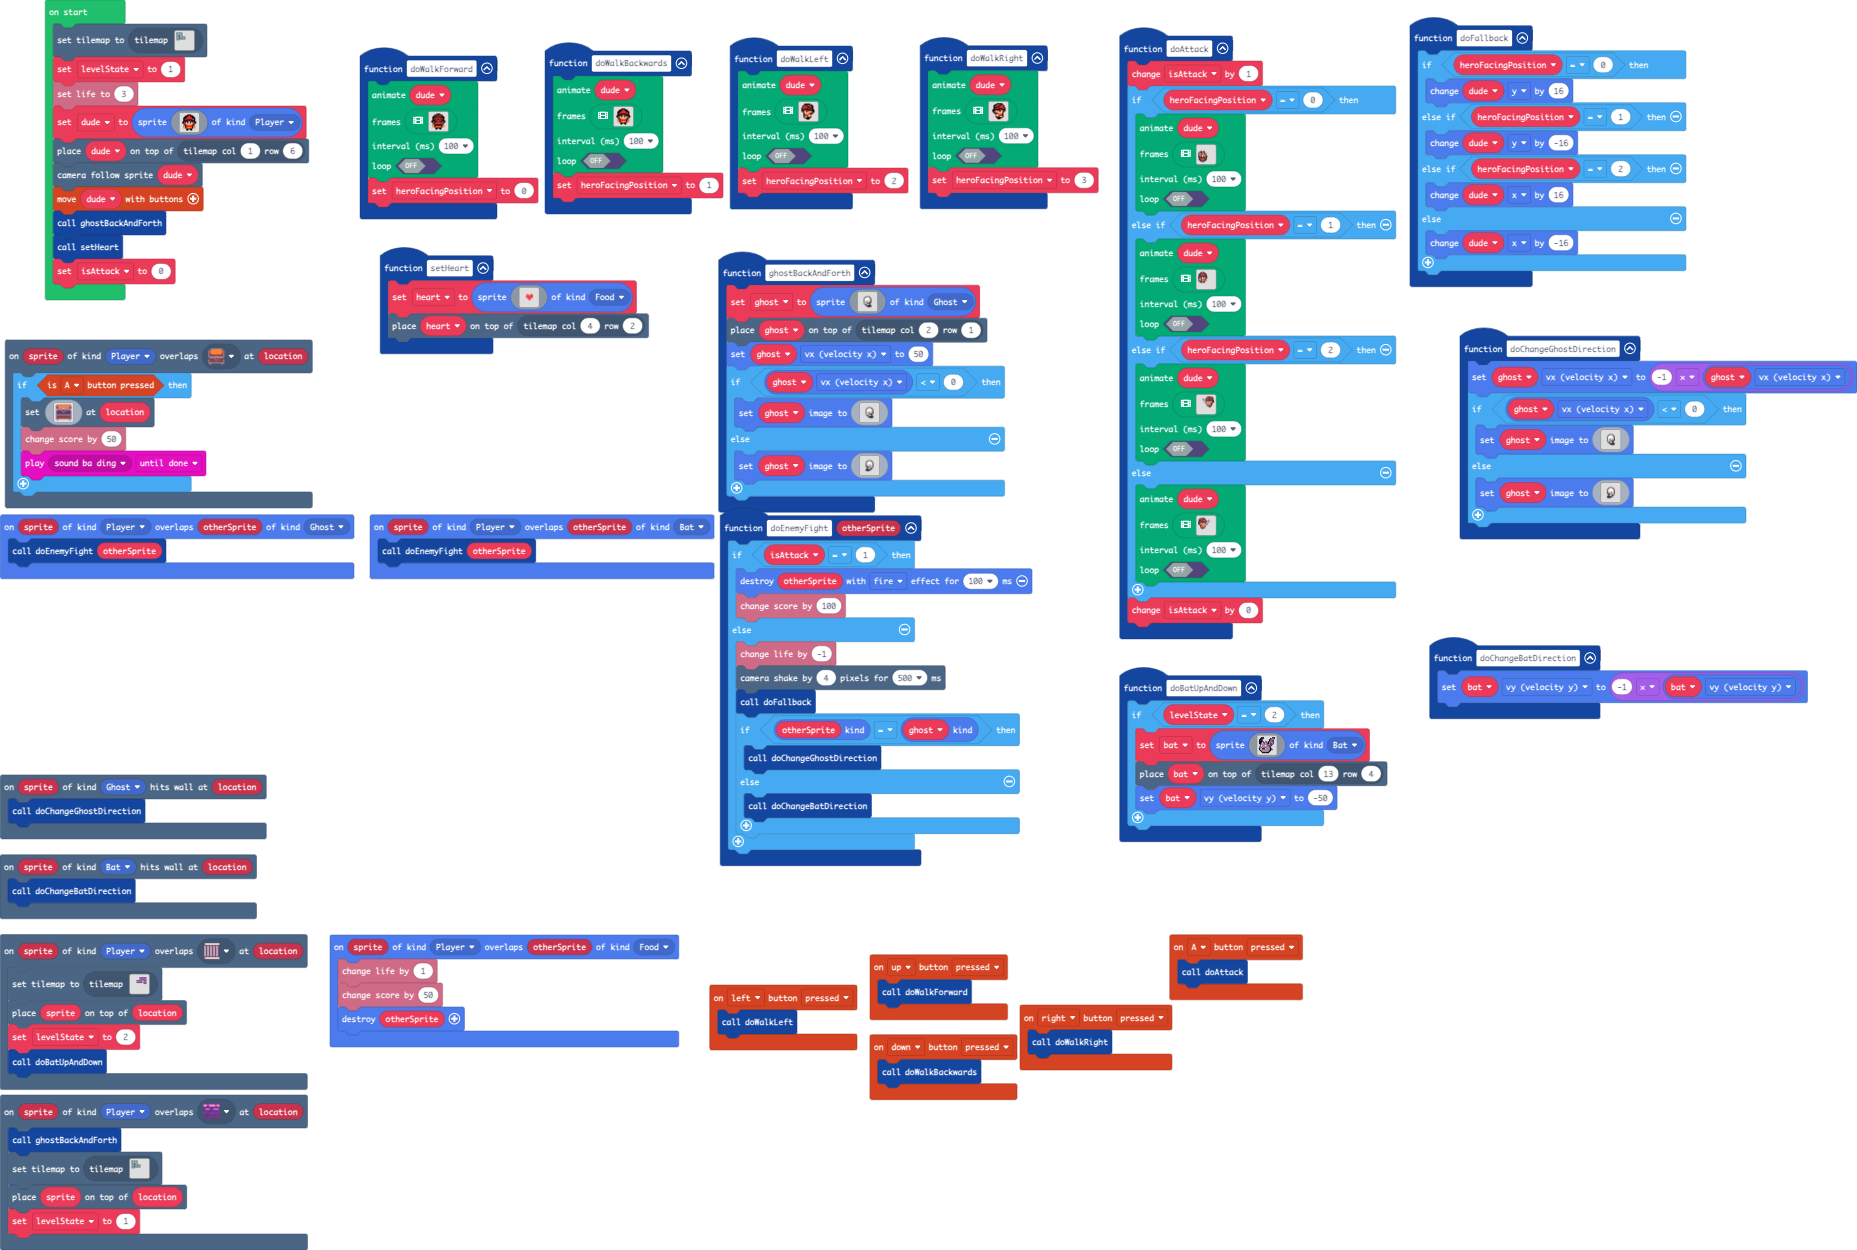 on start
set tilemap to tilemap
set levelState to 1
set life to 3
set dude to sprite of kind Player
place dude on top of tilemap col 1 row 6
camera follow sprite dude
move dude with buttons
call ghostBackAndForth
call setHeart
set isAttack to 0
function doWalkForward
animate dude
frames
interval (ms) 100
loop OFF
set heroFacingPosition to 0
function doWalkBackwards
animate dude
frames
interval (ms) 100
loop OFF
set heroFacingPosition to 1
function doWalkLeft
animate dude
frames
interval (ms) 100
loop OFF
set heroFacingPosition to 2
function doWalkRight
animate dude
frames
interval (ms) 100
loop OFF
set heroFacingPosition to 3
function doAttack
change isAttack by 1
if heroFacingPosition = 0 then
animate dude
frames
interval (ms) 100
loop OFF
else if heroFacingPosition = 1 then
animate dude
frames
interval (ms) 100
loop OFF
else if heroFacingPosition = 2 then
animate dude
frames
interval (ms) 100
loop OFF
else
animate dude
frames
interval (ms) 100
loop OFF
change isAttack by 0
function doFallback
if heroFacingPosition = 0 then
change dude y by 16
else if heroFacingPosition = 1 then
change dude y by -16
else if heroFacingPosition = 2 then
change dude x by 16
else
change dude x by -16
function setHeart
set heart to sprite of kind Food
place heart on top of tilemap col 4 row 2
function ghostBackAndForth
set ghost to sprite of kind Ghost
place ghost on top of tilemap col 2 row 1
set ghost vx (velocity x) to 50
if ghost vx (velocity x) < 0 then
set ghost image to
else
set ghost image to
function doChangeGhostDirection
set ghost vx (velocity x) to -1 × ghost vx (velocity x)
if ghost vx (velocity x) < 0 then
set ghost image to
else
set ghost image to
on sprite of kind Player overlaps at location
if is A button pressed then
set at location
change score by 50
play sound ba ding until done
on sprite of kind Player overlaps otherSprite of kind Ghost
call doEnemyFight otherSprite
on sprite of kind Player overlaps otherSprite of kind Bat
call doEnemyFight otherSprite
function doEnemyFight otherSprite
if isAttack = 1 then
destroy otherSprite with fire effect for 100 ms
change score by 100
else
change life by -1
camera shake by 4 pixels for 500 ms
call doFallback
if otherSprite kind = ghost kind then
call doChangeGhostDirection
else
call doChangeBatDirection
function doBatUpAndDown
if levelState = 2 then
set bat to sprite of kind Bat
place bat on top of tilemap col 13 row 4
set bat vy (velocity y) to -50
function doChangeBatDirection
set bat vy (velocity y) to -1 × bat vy (velocity y)
on sprite of kind Ghost hits wall at location
call doChangeGhostDirection
on sprite of kind Bat hits wall at location
call doChangeBatDirection
on sprite of kind Player overlaps at location
set tilemap to tilemap
place sprite on top of location
set levelState to 2
call doBatUpAndDown
on sprite of kind Player overlaps otherSprite of kind Food
change life by 1
change score by 50
destroy otherSprite
on left button pressed
call doWalkLeft
on up button pressed
call doWalkForward
on down button pressed
call doWalkBackwards
on right button pressed
call doWalkRight
on A button pressed
call doAttack
on sprite of kind Player overlaps at location
call ghostBackAndForth
set tilemap to tilemap
place sprite on top of location
set levelState to 1